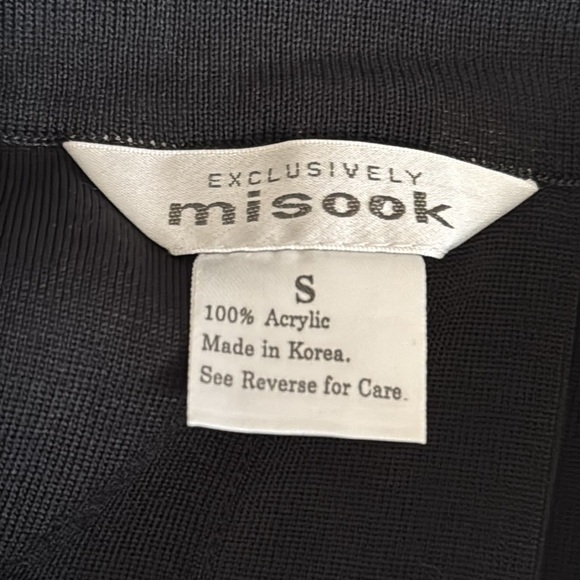 EXCLUSIVELY
misook
S
100% Acrylic
Made in Korea.
See Reverse for Care.